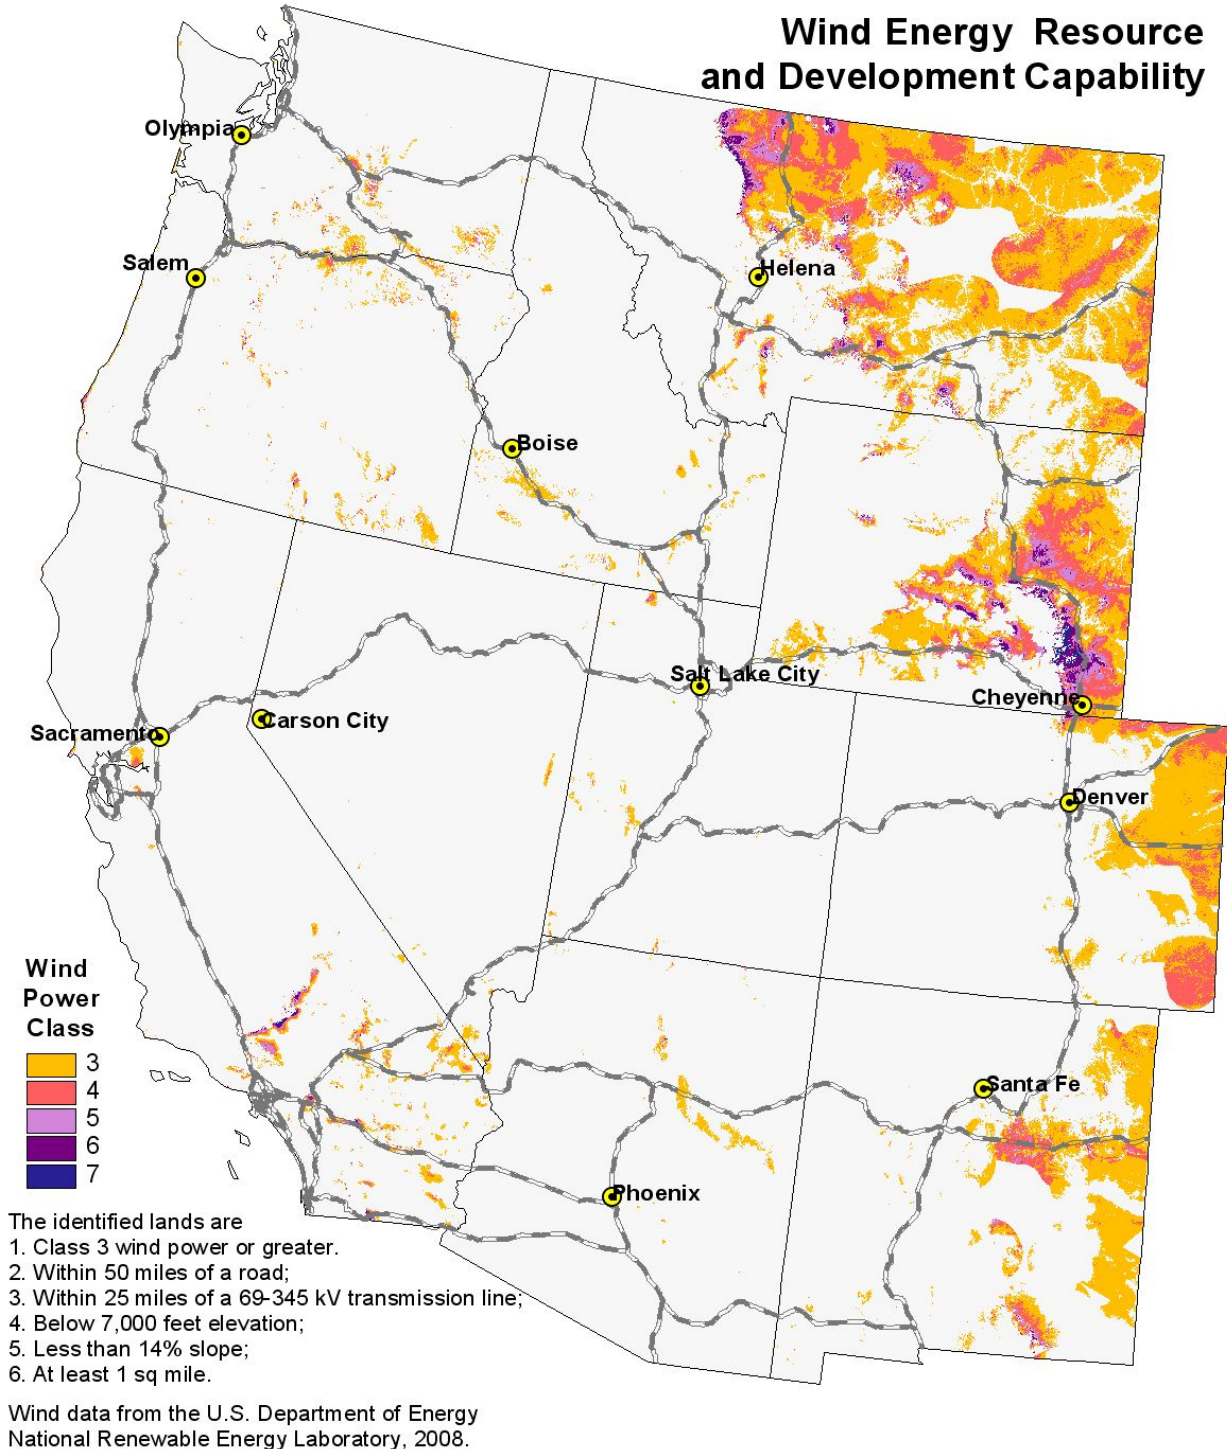 Wind Energy Resource
and Development Capability
Olympia
Salem
Helena
Boise
Salt Lake City
Cheyenne
Carson City
Sacramento
Denver
Santa Fe
Phoenix
Wind
Power
Class
3
4
5
6
7
The identified lands are
1. Class 3 wind power or greater.
2. Within 50 miles of a road;
3. Within 25 miles of a 69-345 kV transmission line;
4. Below 7,000 feet elevation;
5. Less than 14% slope;
6. At least 1 sq mile.
Wind data from the U.S. Department of Energy
National Renewable Energy Laboratory, 2008.